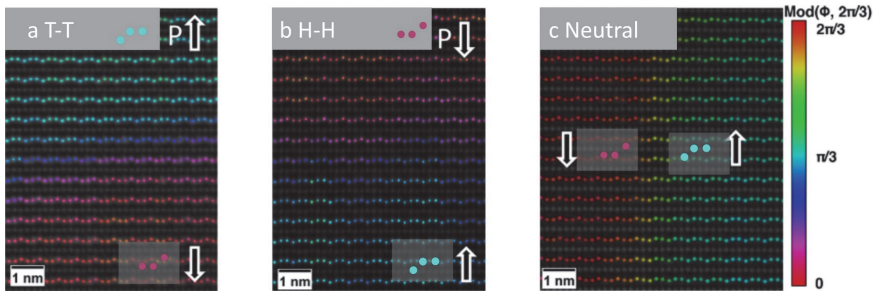 a T-T
P
1 nm
b H-H
P
1 nm
c Neutral
1 nm
Mod(Φ, 2π/3)
2π/3
π/3
0